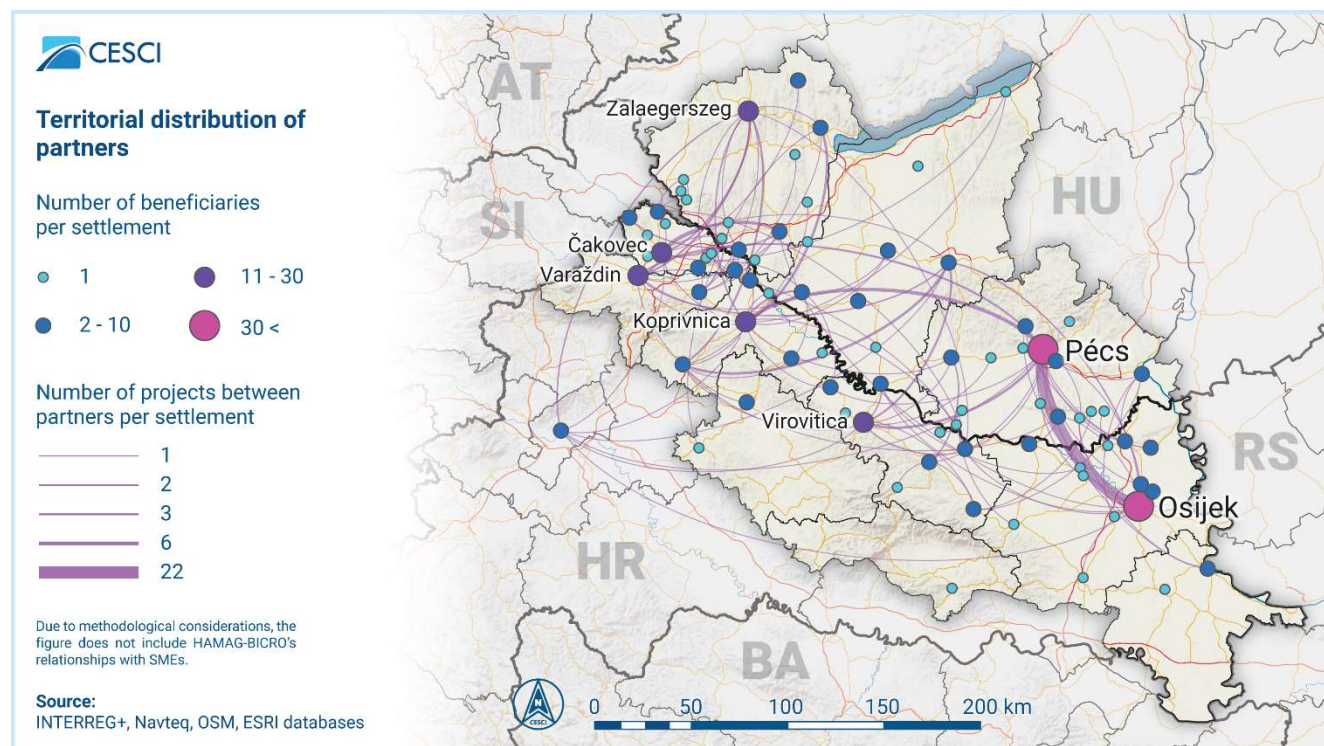 CESCI
Territorial distribution of
partners
Number of beneficiaries
per settlement
1
11 - 30
2 - 10
30 <
Number of projects between
partners per settlement
1
2
3
6
22
Due to methodological considerations, the
figure does not include HAMAG-BICRO's
relationships with SMEs.
Source:
INTERREG+, Navteq, OSM, ESRI databases
AT
Zalaegerszeg
HU
SI
Čakovec
Varaždin
Koprivnica
Pécs
Virovitica
RS
Osijek
HR
BA
N
CESCI
0 50 100 150 200 km